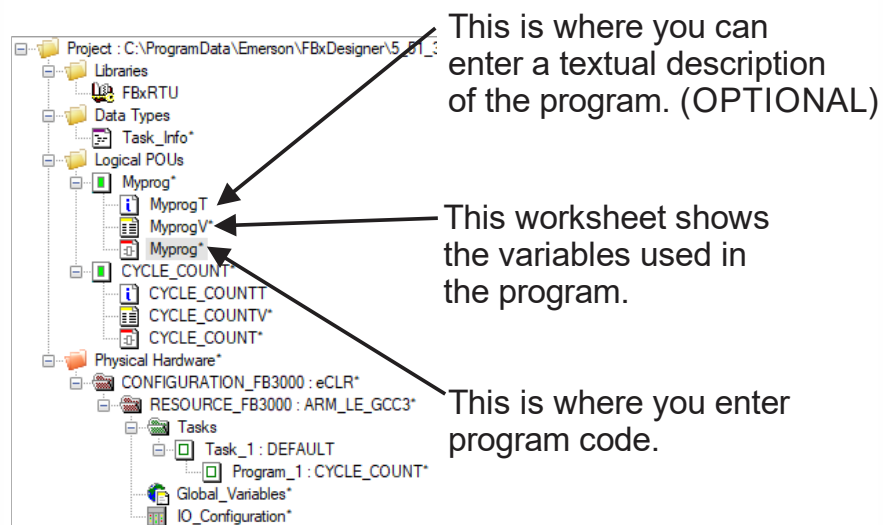 This is where you can
enter a textual description
of the program. (OPTIONAL)
Project : C:\ProgramData\Emerson\FBxDesigner\5_51_3
Libraries
FBxRTU
Data Types
Task_Info*
Logical POUs
Myprog*
MyprogT
MyprogV*
Myprog*
CYCLE_COUNT*
CYCLE_COUNTT
CYCLE_COUNTV*
CYCLE_COUNT*
This worksheet shows
the variables used in
the program.
Physical Hardware*
CONFIGURATION_FB3000 : eCLR*
RESOURCE_FB3000 : ARM_LE_GCC3*
Tasks
Task_1 : DEFAULT
Program_1 : CYCLE_COUNT*
Global_Variables*
IO_Configuration*
This is where you enter
program code.